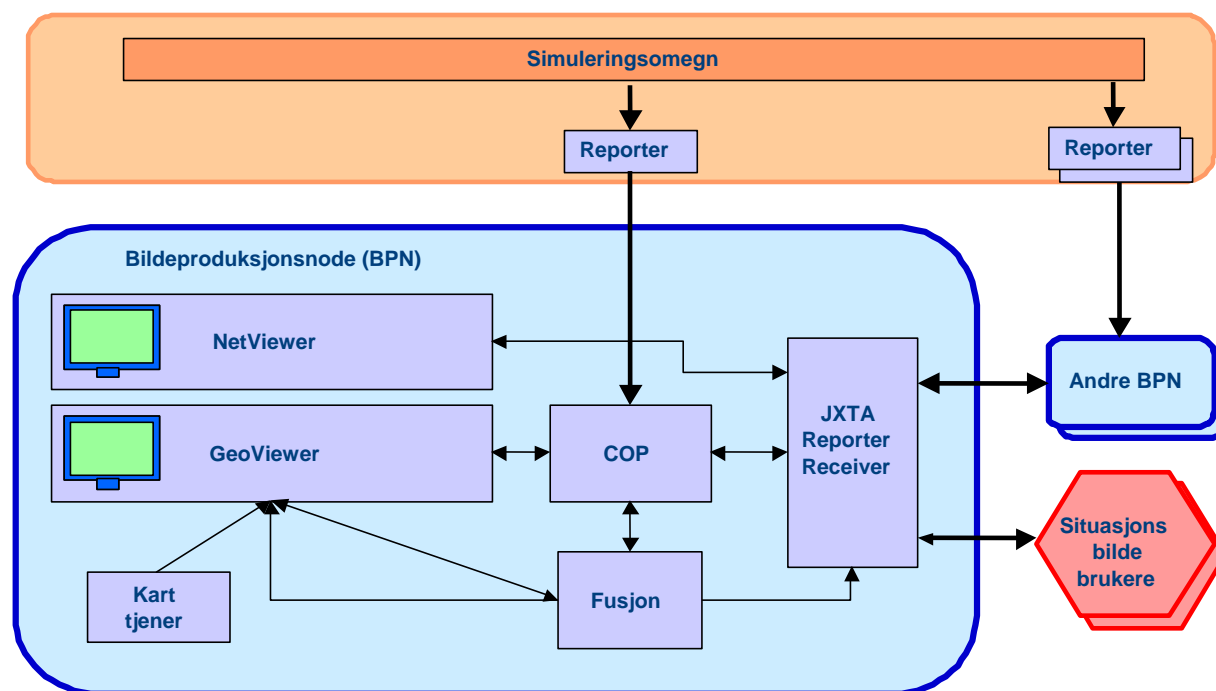 Simuleringsomegn
Reporter
Reporter
Bildeproduksjonsnode (BPN)
NetViewer
GeoViewer
COP
JXTA
Reporter
Receiver
Andre BPN
Situasjons
bilde
brukere
Kart
tjener
Fusjon